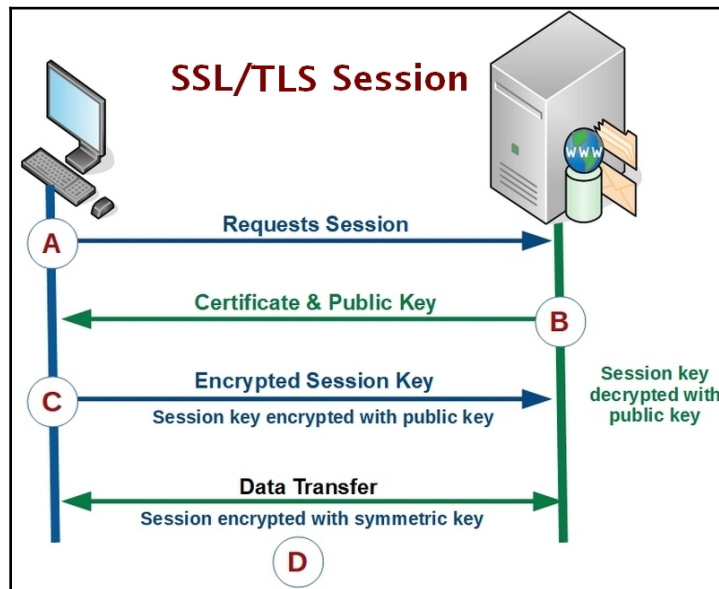 SSL/TLS Session
WWW
A
Requests Session
Certificate & Public Key
B
C
Encrypted Session Key
Session key encrypted with public key
Session key
decrypted with
public key
Data Transfer
Session encrypted with symmetric key
D